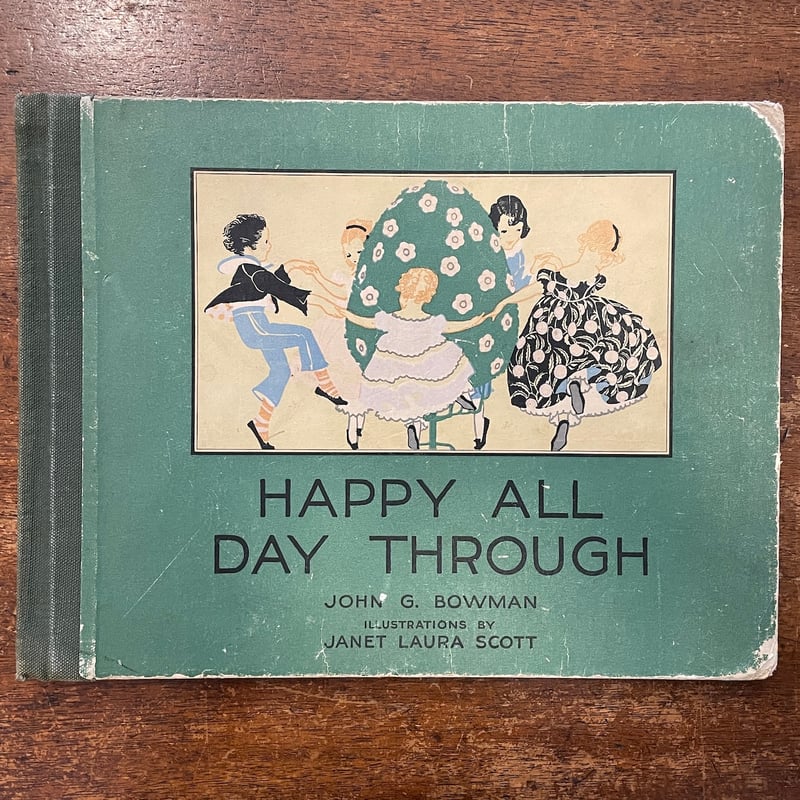 HAPPY ALL
DAY THROUGH
JOHN G. BOWMAN
ILLUSTRATIONS BY
JANET LAURA SCOTT